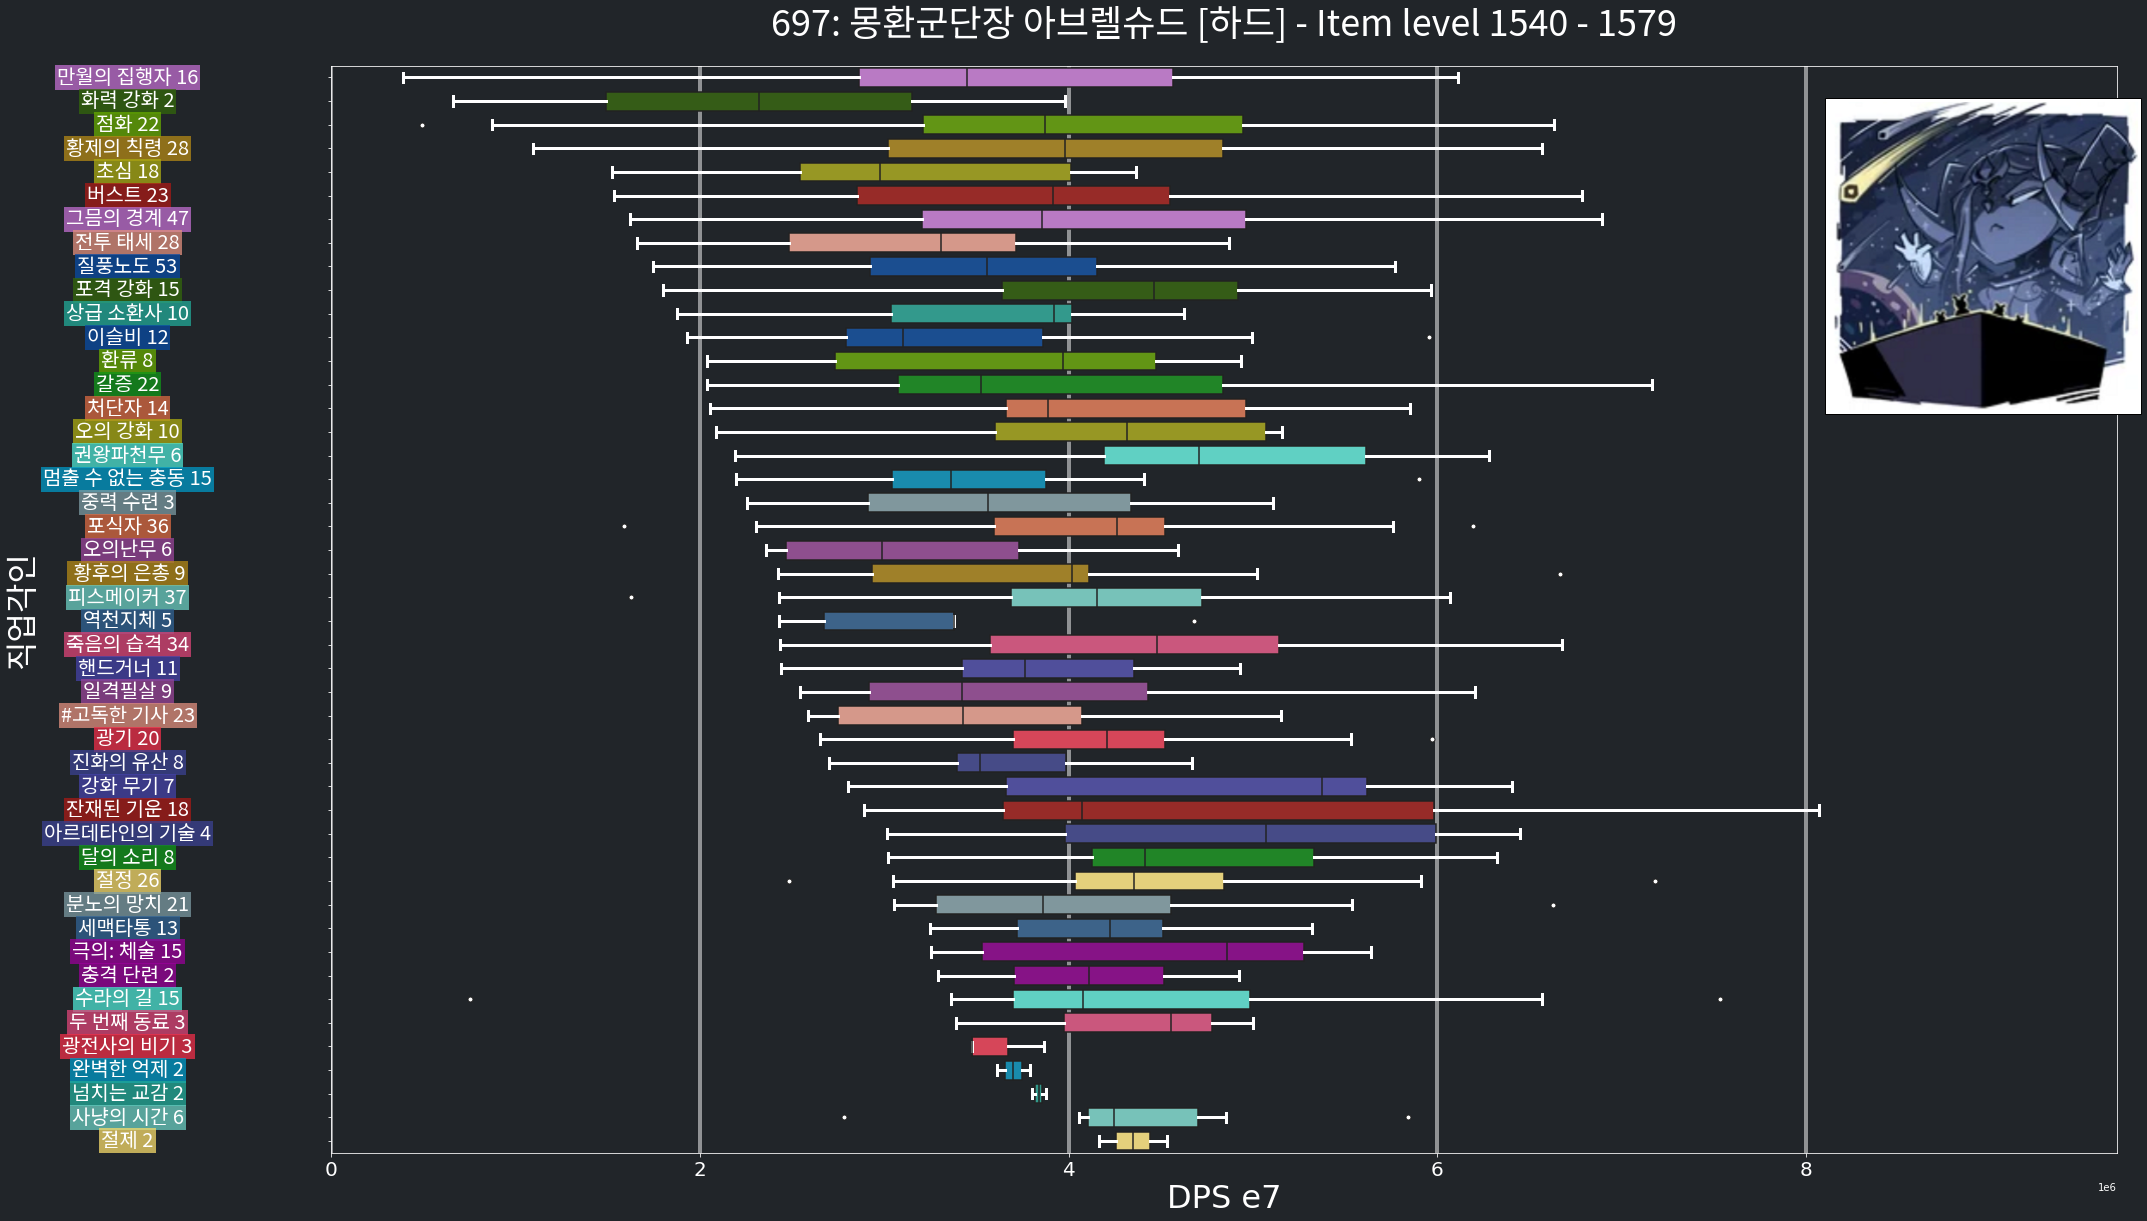 697: 몽환군단장 아브렐슈드 [하드] - Item level 1540 - 1579
만월의 집행자 16
화력 강화 2
점화 22
황제의 칙령 28
초심 18
버스트 23
그믐의 경계 47
전투 태세 28
질풍노도 53
포격 강화 15
상급 소환사 10
이슬비 12
환류 8
갈증 22
처단자 14
오의 강화 10
권왕파천무 6
멈출 수 없는 충동 15
중력 수련 3
포식자 36
오의난무 6
황후의 은총 9
피스메이커 37
역천지체 5
죽음의 습격 34
핸드거너 11
일격필살 9
#고독한 기사 23
광기 20
진화의 유산 8
강화 무기 7
잔재된 기운 18
아르데타인의 기술 4
달의 소리 8
절정 26
분노의 망치 21
세맥타통 13
극의: 체술 15
충격 단련 2
수라의 길 15
두 번째 동료 3
광전사의 비기 3
완벽한 억제 2
넘치는 교감 2
사냥의 시간 6
절제 2
직업각인
0 2 4 6 8
DPS e7
1e6